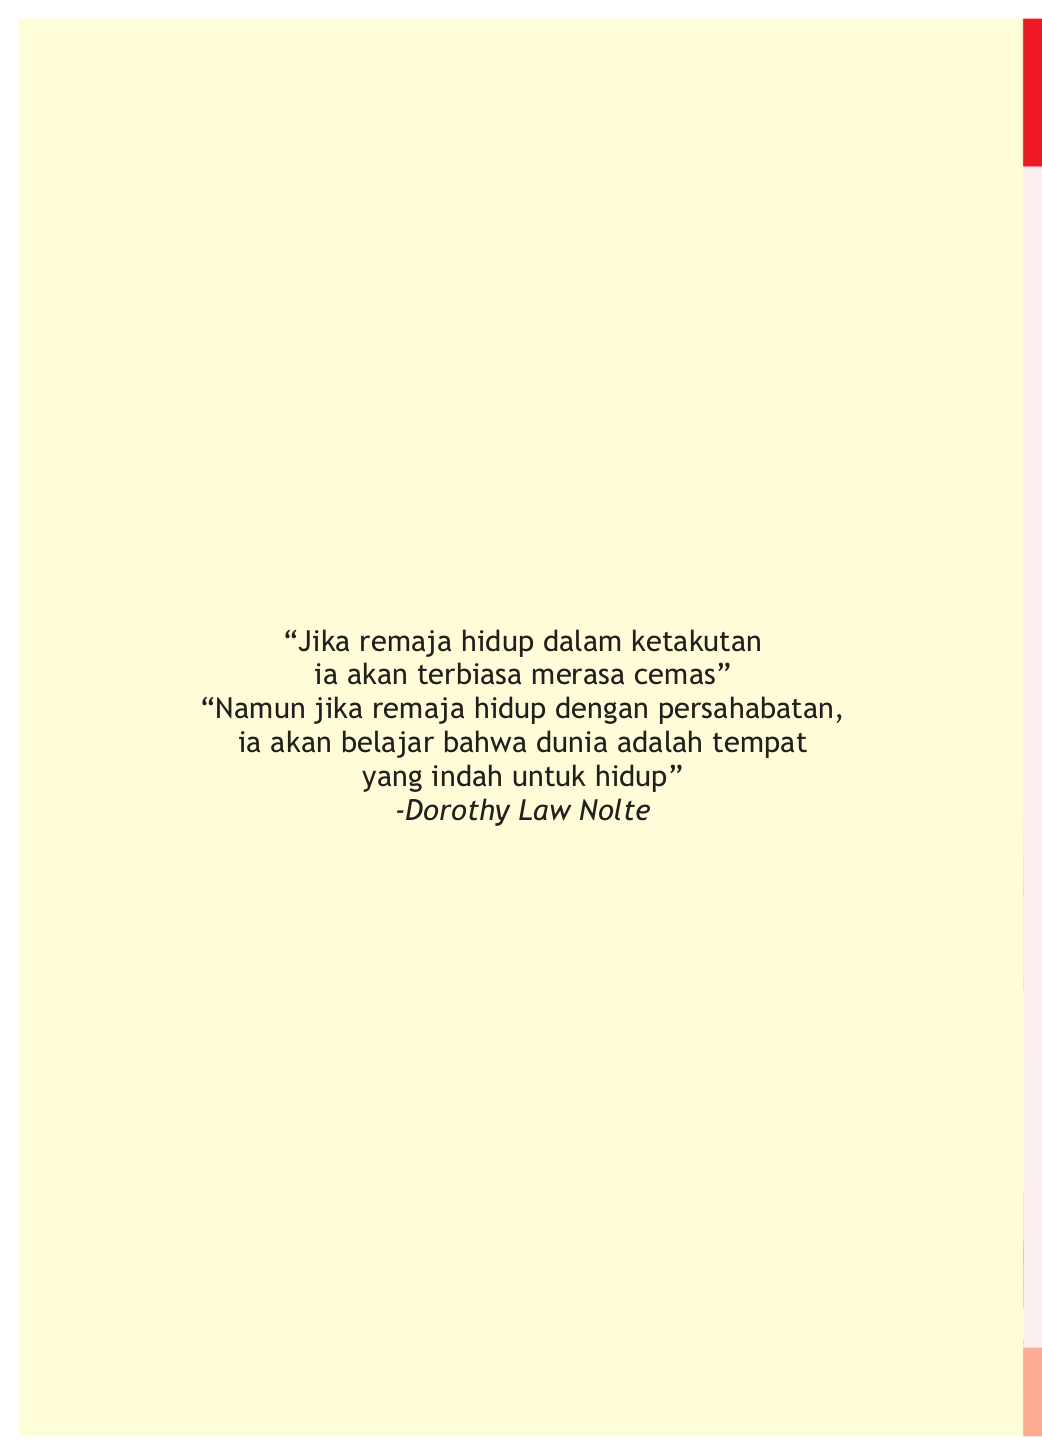 “Jika remaja hidup dalam ketakutan
ia akan terbiasa merasa cemas”
“Namun jika remaja hidup dengan persahabatan,
ia akan belajar bahwa dunia adalah tempat
yang indah untuk hidup”
-Dorothy Law Nolte